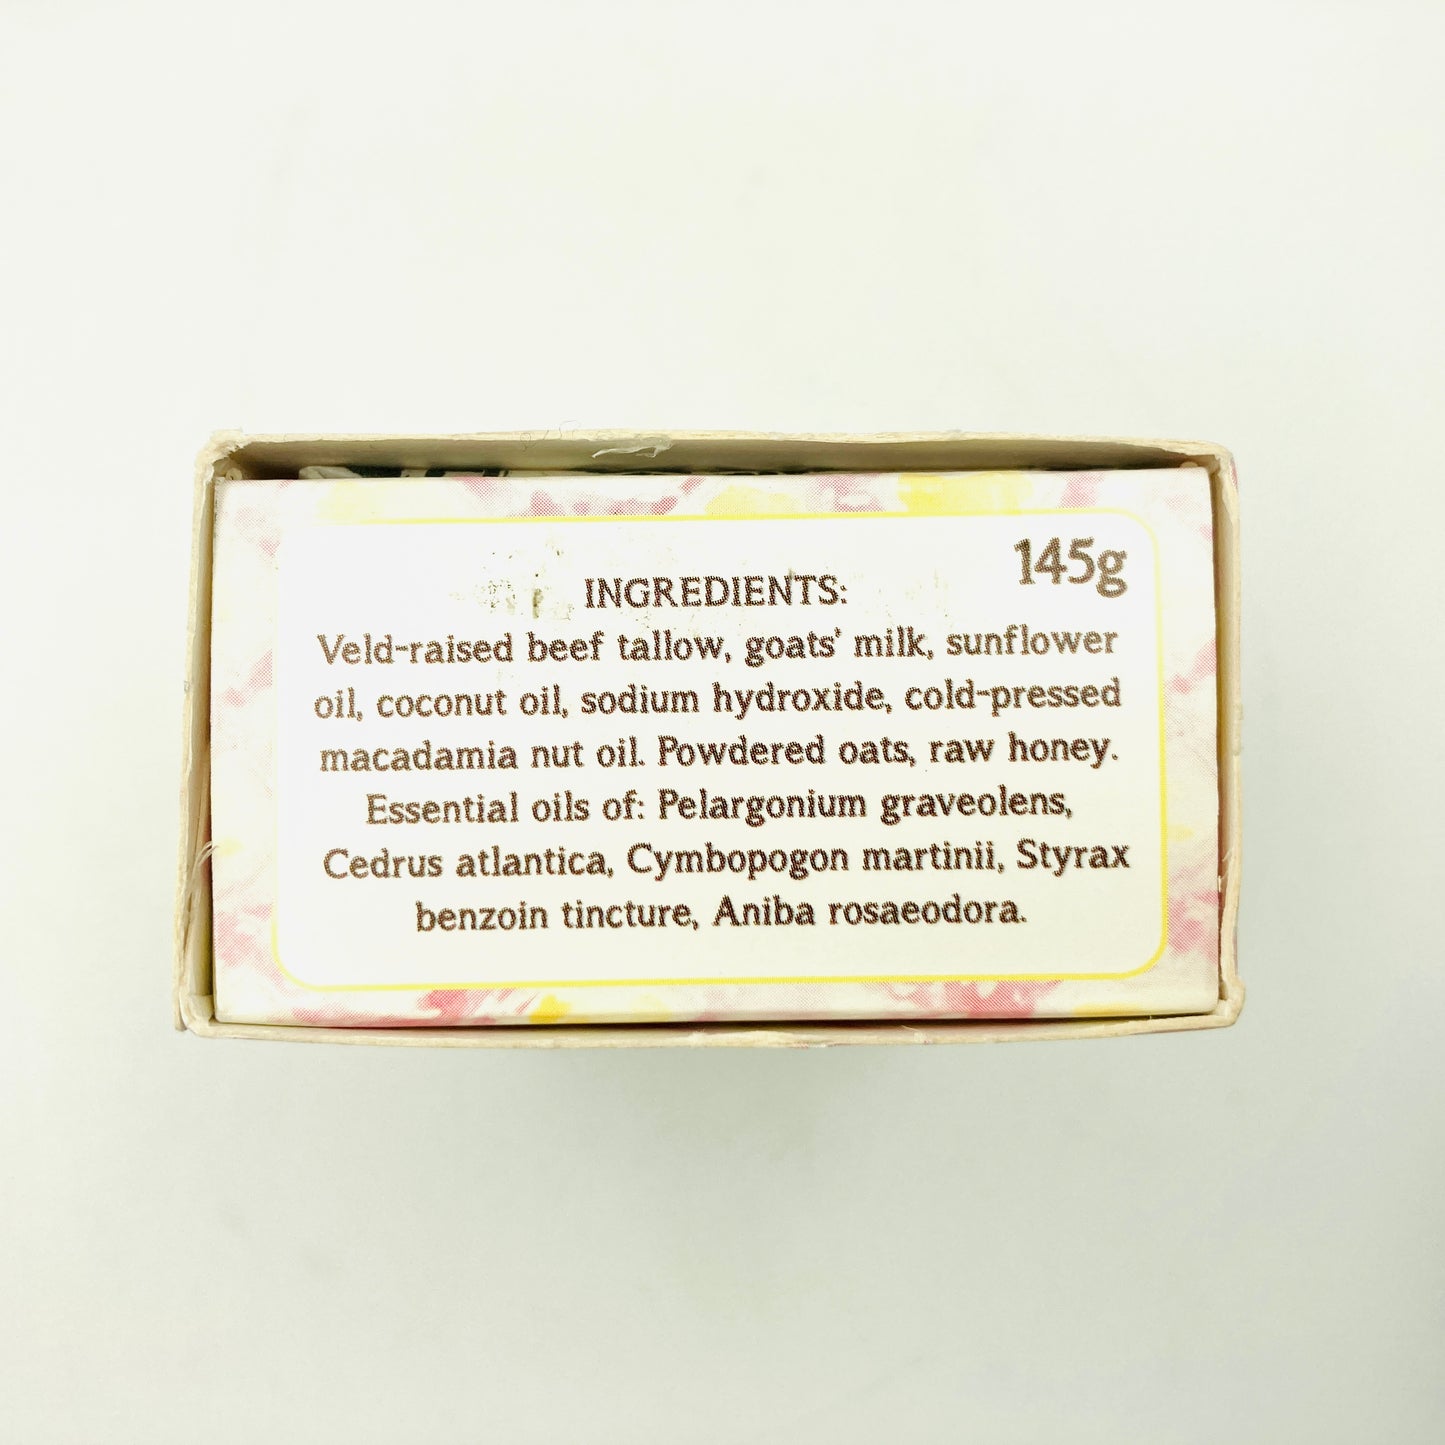 145g
INGREDIENTS:
Veld-raised beef tallow, goats' milk, sunflower
oil, coconut oil, sodium hydroxide, cold-pressed
macadamia nut oil. Powdered oats, raw honey.
Essential oils of: Pelargonium graveolens,
Cedrus atlantica, Cymbopogon martinii, Styrax
benzoin tincture, Aniba rosaeodora.